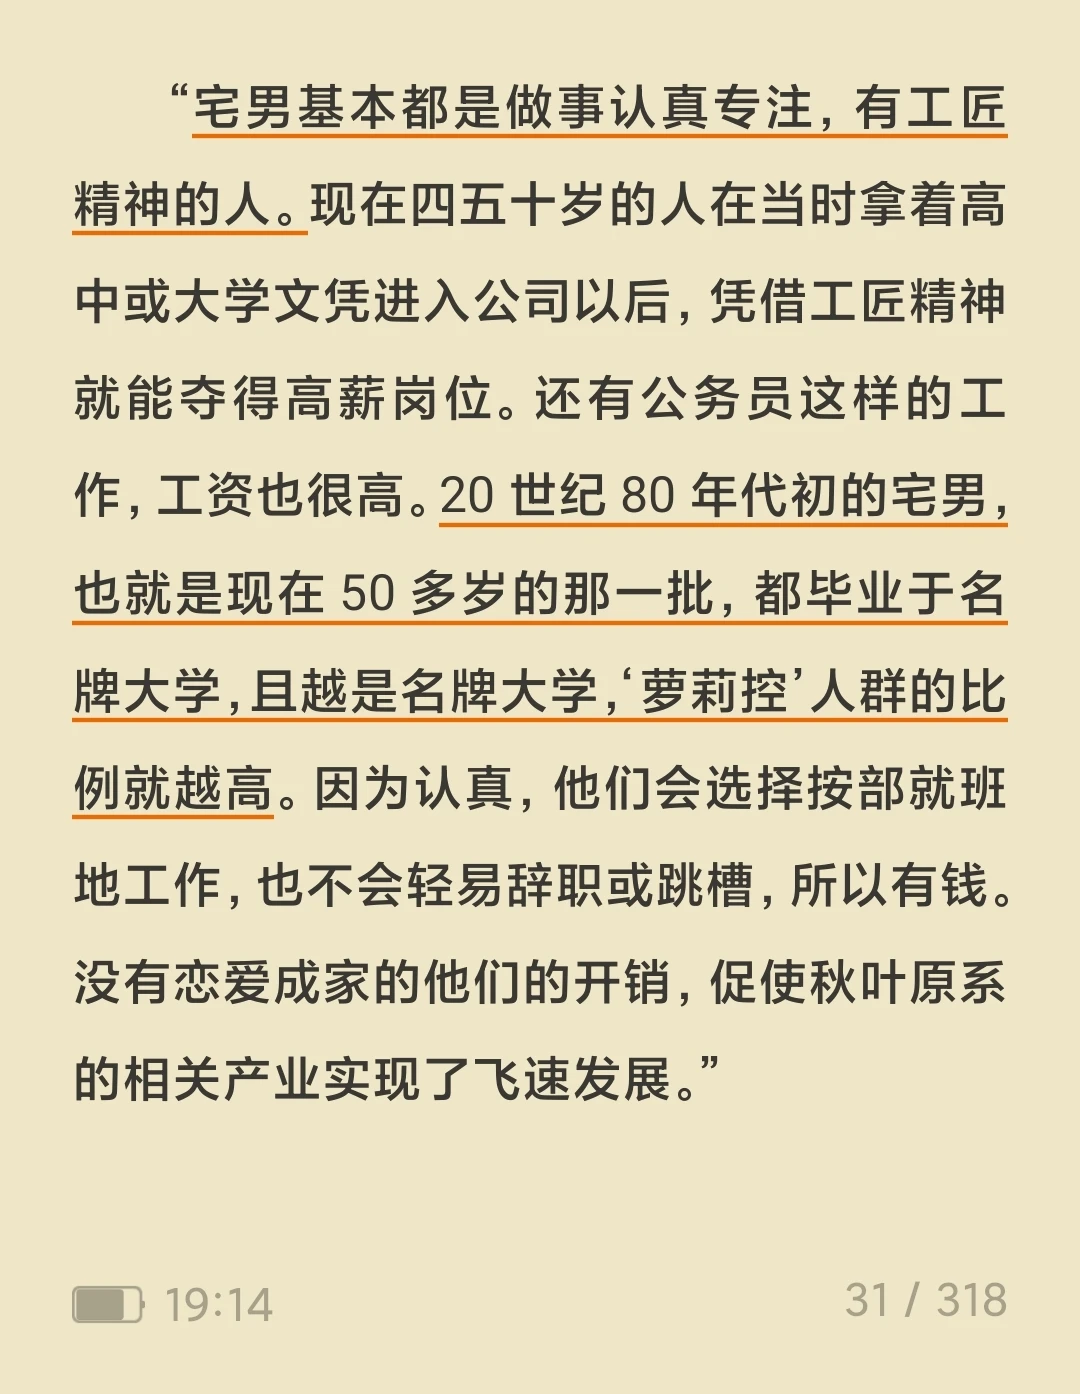 “宅男基本都是做事认真专注，有工匠
精神的人。现在四五十岁的人在当时拿着高
中或大学文凭进入公司以后，凭借工匠精神
就能夺得高薪岗位。还有公务员这样的工
作，工资也很高。20 世纪 80 年代初的宅男，
也就是现在 50 多岁的那一批，都毕业于名
牌大学，且越是名牌大学，‘萝莉控’人群的比
例就越高。因为认真，他们会选择按部就班
地工作，也不会轻易辞职或跳槽，所以有钱。
没有恋爱成家的他们的开销，促使秋叶原系
的相关产业实现了飞速发展。”
19:14
31 / 318